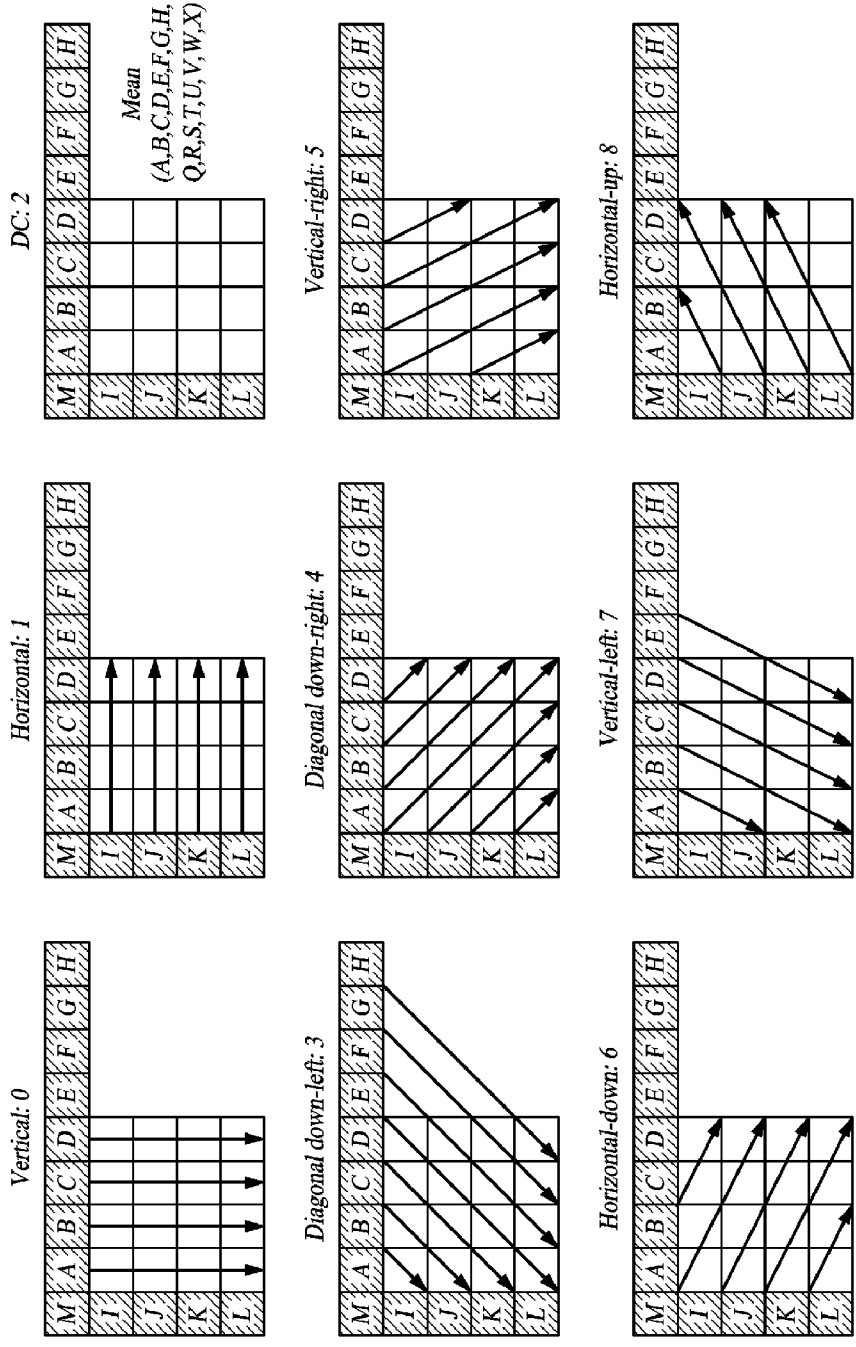 Vertical: 0
M A B C D E F G H
I
J
K
L
Horizontal: 1
M A B C D E F G H
I
J
K
L
DC: 2
M A B C D E F G H
I
J
K
L
Mean
(A,B,C,D,E,F,G,H,
Q,R,S,T,U,V,W,X)
Diagonal down-left: 3
M A B C D E F G H
I
J
K
L
Diagonal down-right: 4
M A B C D E F G H
I
J
K
L
Vertical-right: 5
M A B C D E F G H
I
J
K
L
Horizontal-down: 6
M A B C D E F G H
I
J
K
L
Vertical-left: 7
M A B C D E F G H
I
J
K
L
Horizontal-up: 8
M A B C D E F G H
I
J
K
L